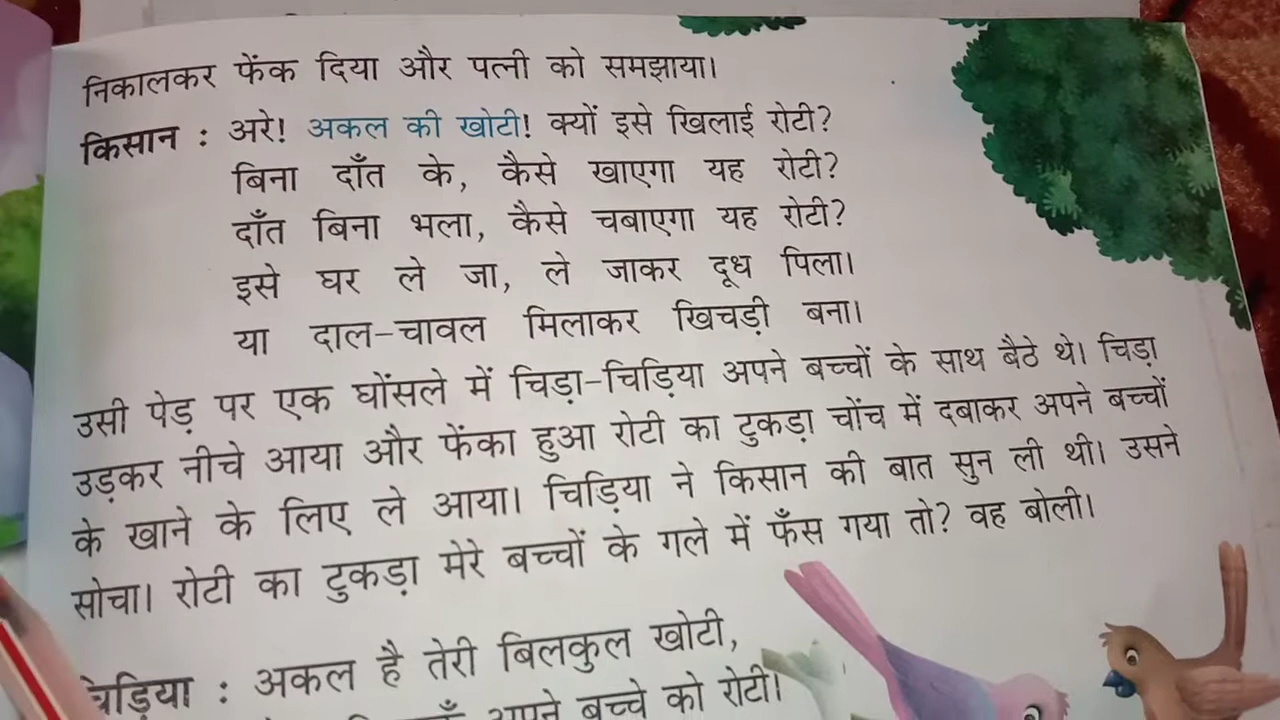 निकालकर फेंक दिया और पत्नी को समझाया।
किसान : अरे! अकल की खोटी! क्यों इसे खिलाई रोटी?
बिना दाँत के, कैसे खाएगा यह रोटी?
दाँत बिना भला, कैसे चबाएगा यह रोटी?
इसे घर ले जा, ले जाकर दूध पिला।
या दाल-चावल मिलाकर खिचड़ी बना।
उसी पेड़ पर एक घोंसले में चिड़ा-चिड़िया अपने बच्चों के साथ बैठे थे। चिड़ा
उड़कर नीचे आया और फेंका हुआ रोटी का टुकड़ा चोंच में दबाकर अपने बच्चों
के खाने के लिए ले आया। चिड़िया ने किसान की बात सुन ली थी। उसने
सोचा। रोटी का टुकड़ा मेरे बच्चों के गले में फँस गया तो? वह बोली।
चिड़िया : अकल है तेरी बिलकुल खोटी,
अपने बच्चे को रोटी।